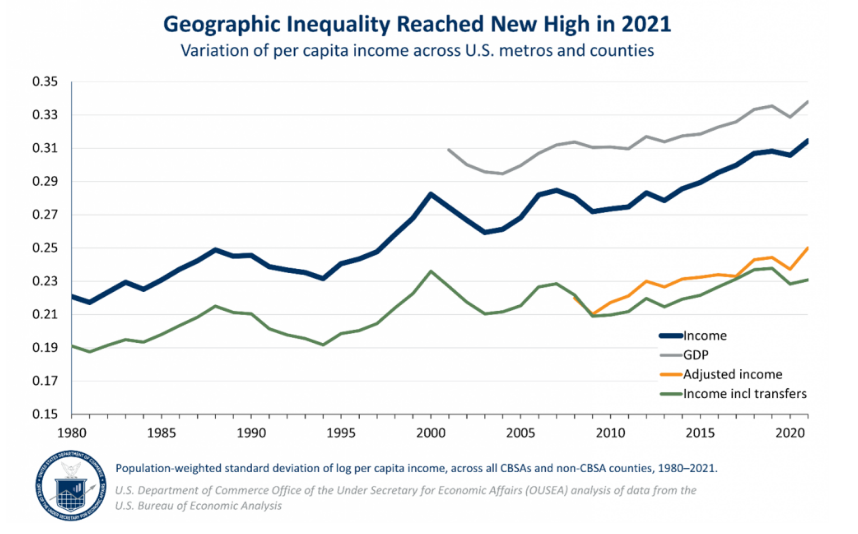 Geographic Inequality Reached New High in 2021
Variation of per capita income across U.S. metros and counties
0.35
0.33
0.31
0.29
0.27
0.25
0.23
0.21
0.19
0.17
0.15
Income
GDP
Adjusted income
Income incl transfers
1980
1985
1990
1995
2000
2005
2010
2015
2020
Population-weighted standard deviation of log per capita income, across all CBSAs and non-CBSA counties, 1980–2021.
U.S. Department of Commerce Office of the Under Secretary for Economic Affairs (OUSEA) analysis of data from the
U.S. Bureau of Economic Analysis